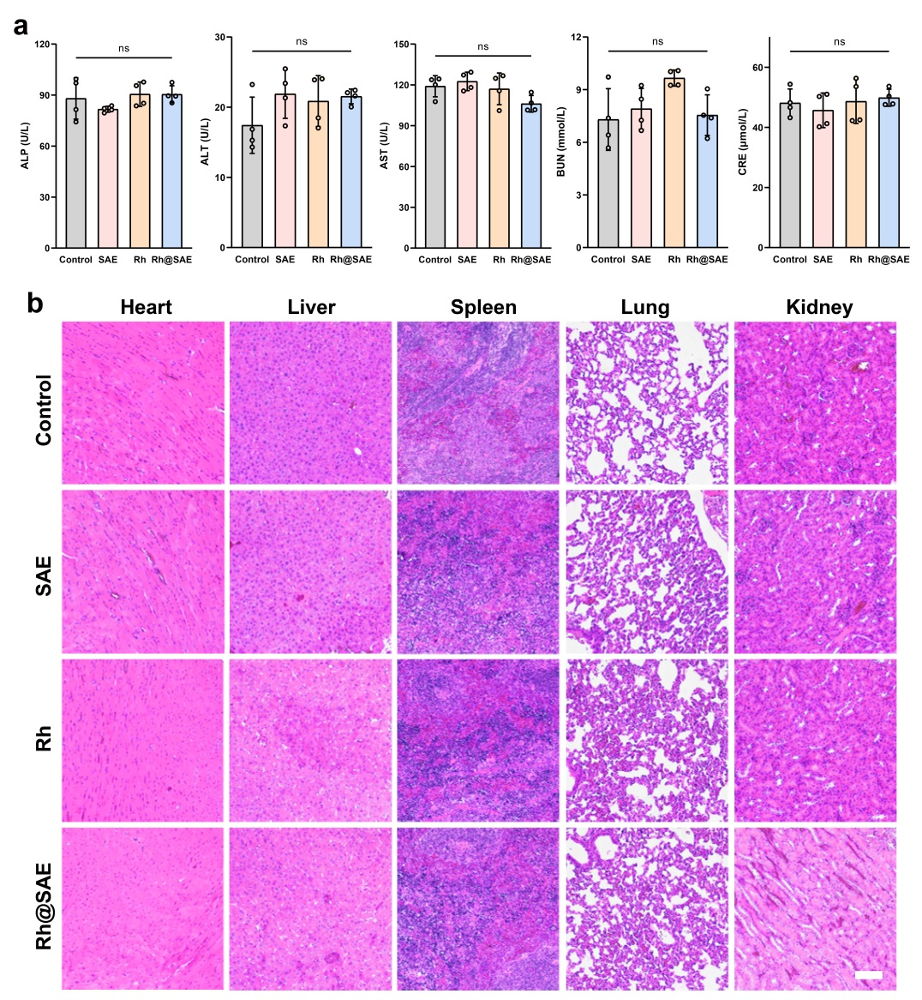 a
ns
ALP (U/L)
120
90
60
30
0
Control SAE Rh Rh@SAE
ns
ALT (U/L)
30
20
10
0
Control SAE Rh Rh@SAE
ns
AST (U/L)
150
120
90
60
30
0
Control SAE Rh Rh@SAE
ns
BUN (mmol/L)
12
9
6
3
0
Control SAE Rh Rh@SAE
ns
CRE (μmol/L)
60
40
20
0
Control SAE Rh Rh@SAE
b
Heart Liver Spleen Lung Kidney
Control
SAE
Rh
Rh@SAE